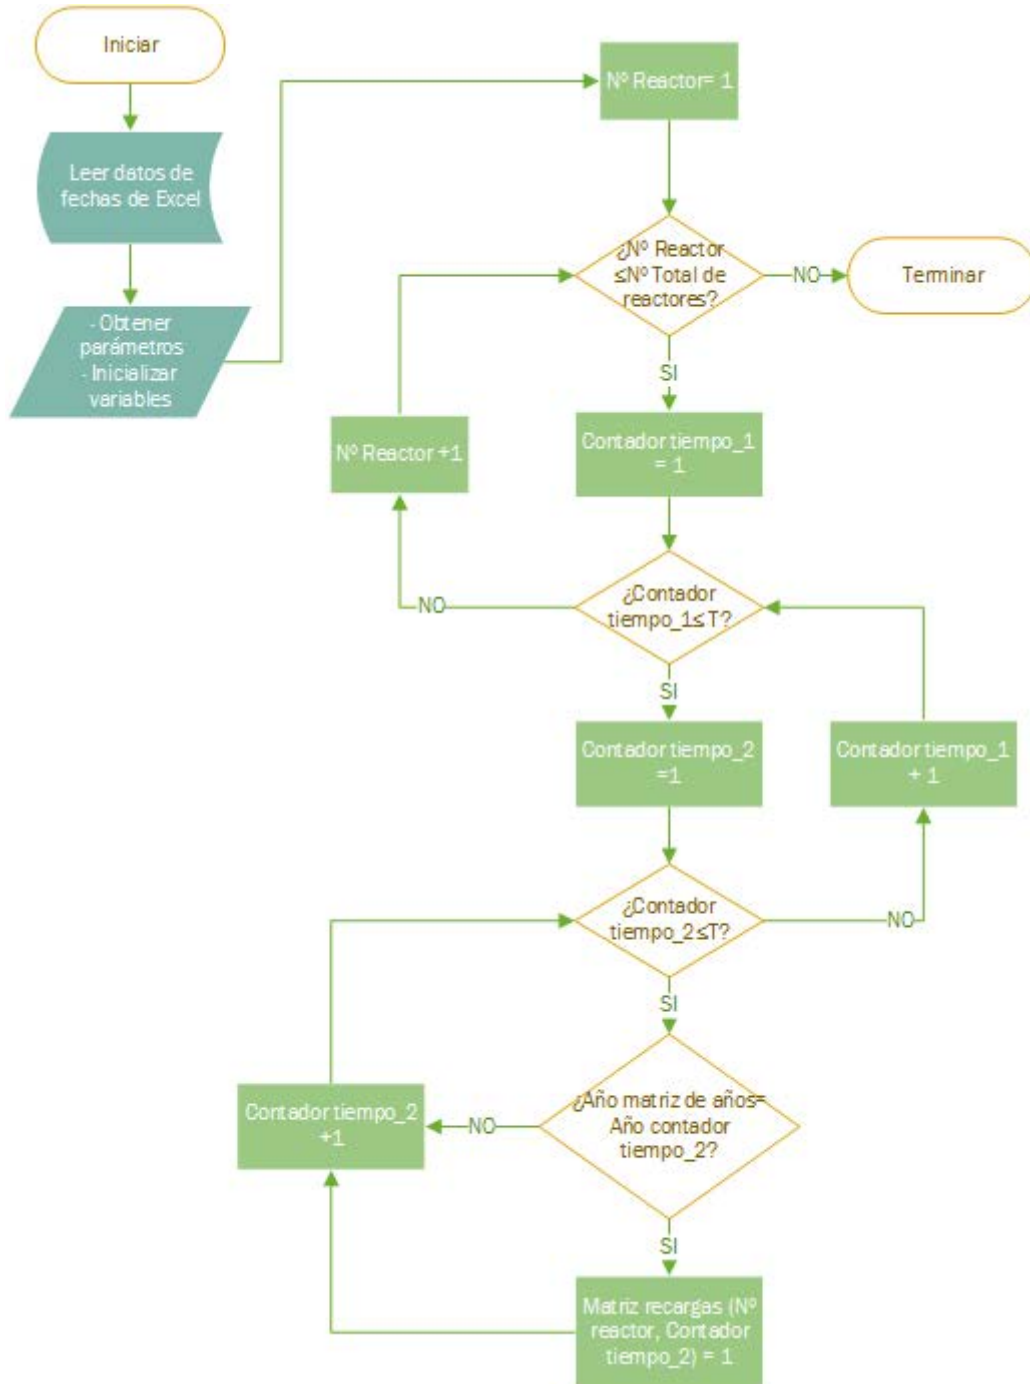 Iniciar
Leer datos de
fechas de Excel
- Obtener
parámetros
- Inicializar
variables
Nº Reactor= 1
¿Nº Reactor
≤Nº Total de
reactores?
NO
Terminar
SI
Nº Reactor +1
Contador tiempo_1
= 1
¿Contador
tiempo_1≤T?
NO
SI
Contador tiempo_2
=1
Contador tiempo_1
+ 1
¿Contador
tiempo_2≤T?
NO
SI
¿Año matriz de años=
Año contador
tiempo_2?
NO
Contador tiempo_2
+1
SI
Matriz recargas (Nº
reactor, Contador
tiempo_2) = 1